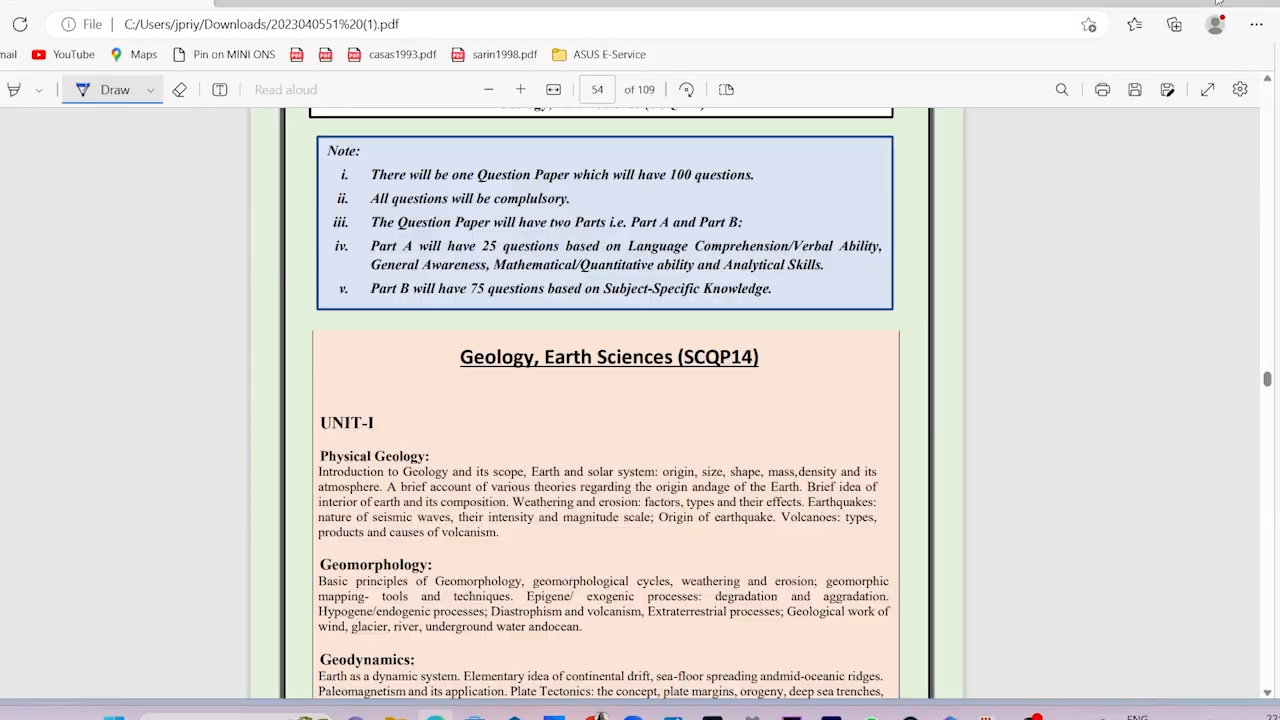 File C:/Users/jpriy/Downloads/2023040551%20(1).pdf
mail YouTube Maps Pin on MINI ONS casas1993.pdf sarin1998.pdf ASUS E-Service
Draw Read aloud 54 of 109
Note:
i. There will be one Question Paper which will have 100 questions.
ii. All questions will be complulsory.
iii. The Question Paper will have two Parts i.e. Part A and Part B:
iv. Part A will have 25 questions based on Language Comprehension/Verbal Ability,
General Awareness, Mathematical/Quantitative ability and Analytical Skills.
v. Part B will have 75 questions based on Subject-Specific Knowledge.
Geology, Earth Sciences (SCQP14)
UNIT-I
Physical Geology:
Introduction to Geology and its scope, Earth and solar system: origin, size, shape, mass,density and its
atmosphere. A brief account of various theories regarding the origin andage of the Earth. Brief idea of
interior of earth and its composition. Weathering and erosion: factors, types and their effects. Earthquakes:
nature of seismic waves, their intensity and magnitude scale; Origin of earthquake. Volcanoes: types,
products and causes of volcanism.
Geomorphology:
Basic principles of Geomorphology, geomorphological cycles, weathering and erosion; geomorphic
mapping- tools and techniques. Epigene/ exogenic processes: degradation and aggradation.
Hypogene/endogenic processes; Diastrophism and volcanism, Extraterrestrial processes; Geological work of
wind, glacier, river, underground water andocean.
Geodynamics:
Earth as a dynamic system. Elementary idea of continental drift, sea-floor spreading andmid-oceanic ridges.
Paleomagnetism and its application. Plate Tectonics: the concept, plate margins, orogeny, deep sea trenches,